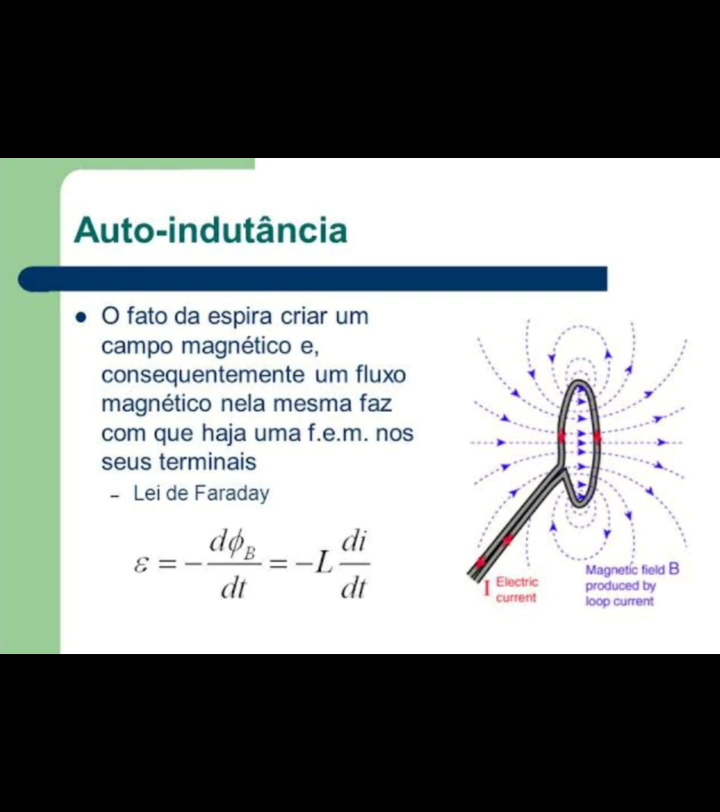 Auto-indutância
● O fato da espira criar um
campo magnético e,
consequentemente um fluxo
magnético nela mesma faz
com que haja uma f.e.m. nos
seus terminais
– Lei de Faraday
ε = − dϕ_B/dt = −L di/dt
I Electric
current
Magnetic field B
produced by
loop current